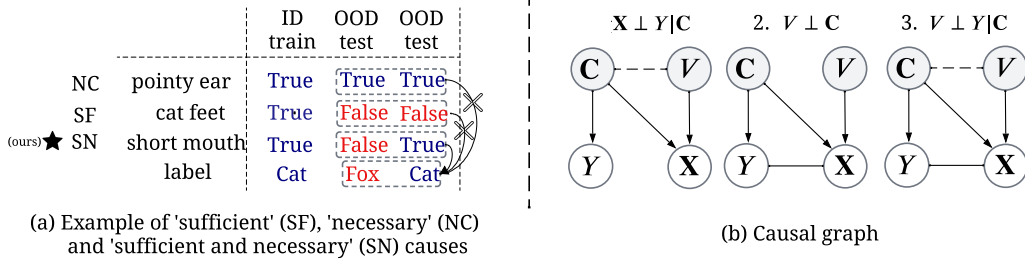 ID OOD OOD
train test test
NC pointy ear True True True
SF cat feet True False False
(ours) ★ SN short mouth True False True
label Cat Fox Cat
(a) Example of 'sufficient' (SF), 'necessary' (NC)
and 'sufficient and necessary' (SN) causes
X ⊥ Y|C 2. V ⊥ C 3. V ⊥ Y|C
C V C V C V
Y X Y X Y X
(b) Causal graph